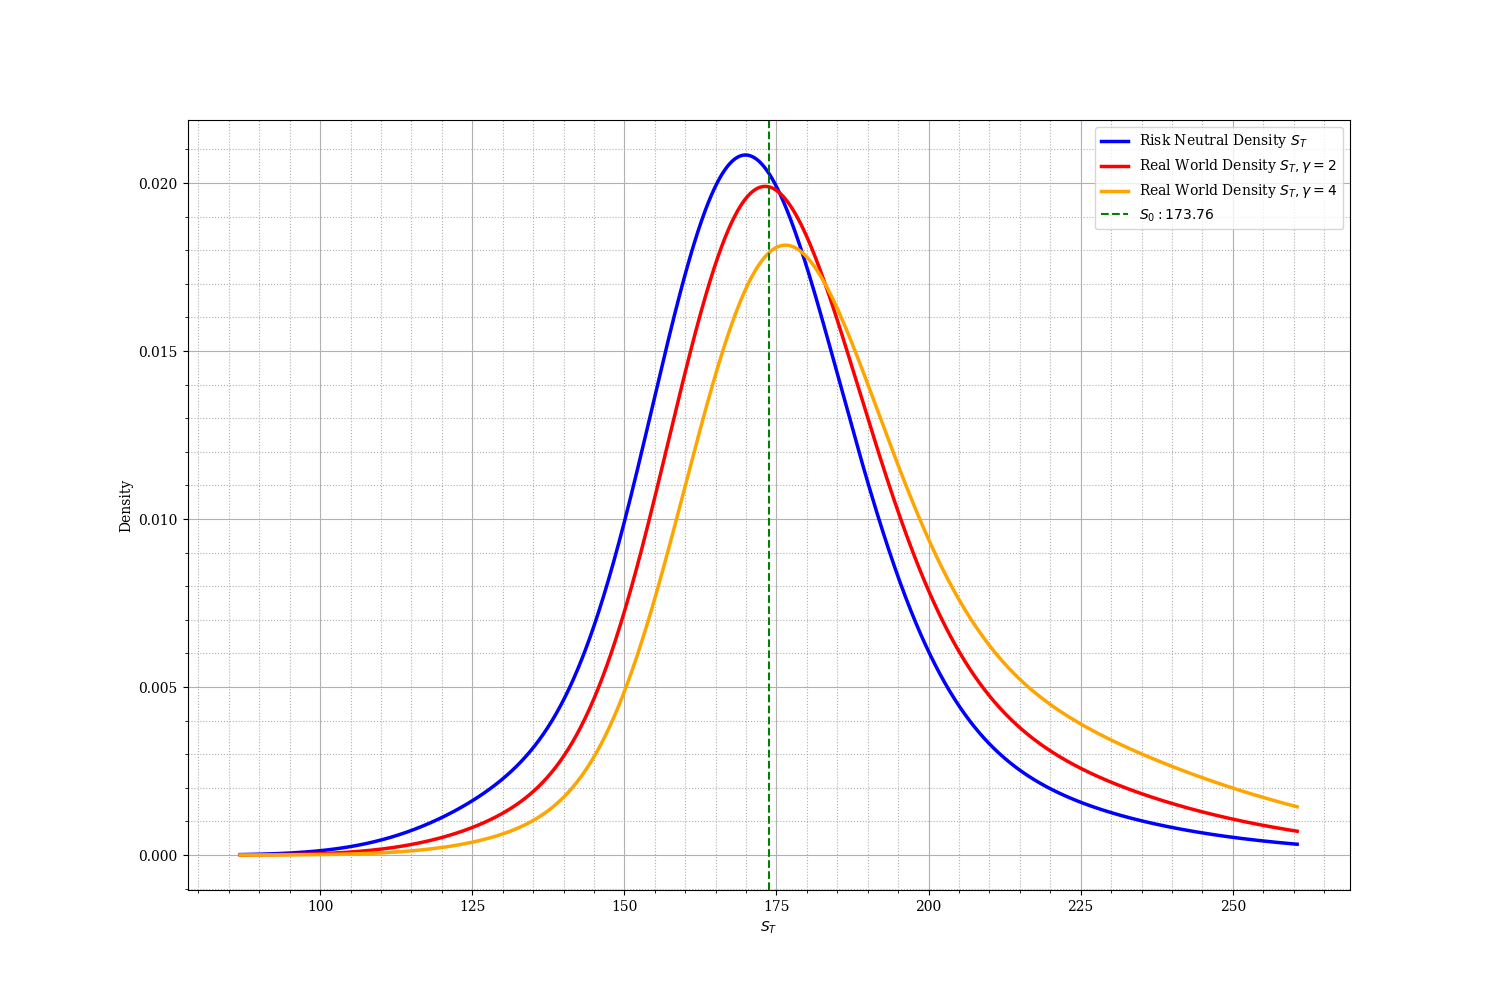 Risk Neutral Density $S_T$
Real World Density $S_T, \gamma = 2$
Real World Density $S_T, \gamma = 4$
$S_0 : 173.76$
Density
0.020
0.015
0.010
0.005
0.000
100 125 150 175 200 225 250
$S_T$